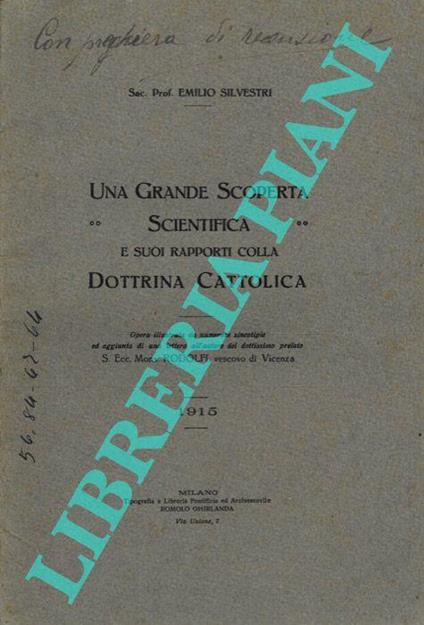 Con preghiera di recensione
Sac. Prof. EMILIO SILVESTRI
UNA GRANDE SCOPERTA
SCIENTIFICA
E SUOI RAPPORTI COLLA
DOTTRINA CATTOLICA
Opera illustrata da numerose zincotipie
ed aggiunta di una lettera all'autore del dottissimo prelato
S. Ecc. Mons. RODOLFI vescovo di Vicenza
1915
MILANO
Tipografia e Libreria Pontificia ed Arcivescovile
ROMOLO GHIRLANDA
Via Unione, 7
56, 84-67-64
LIBRERIA PIANI